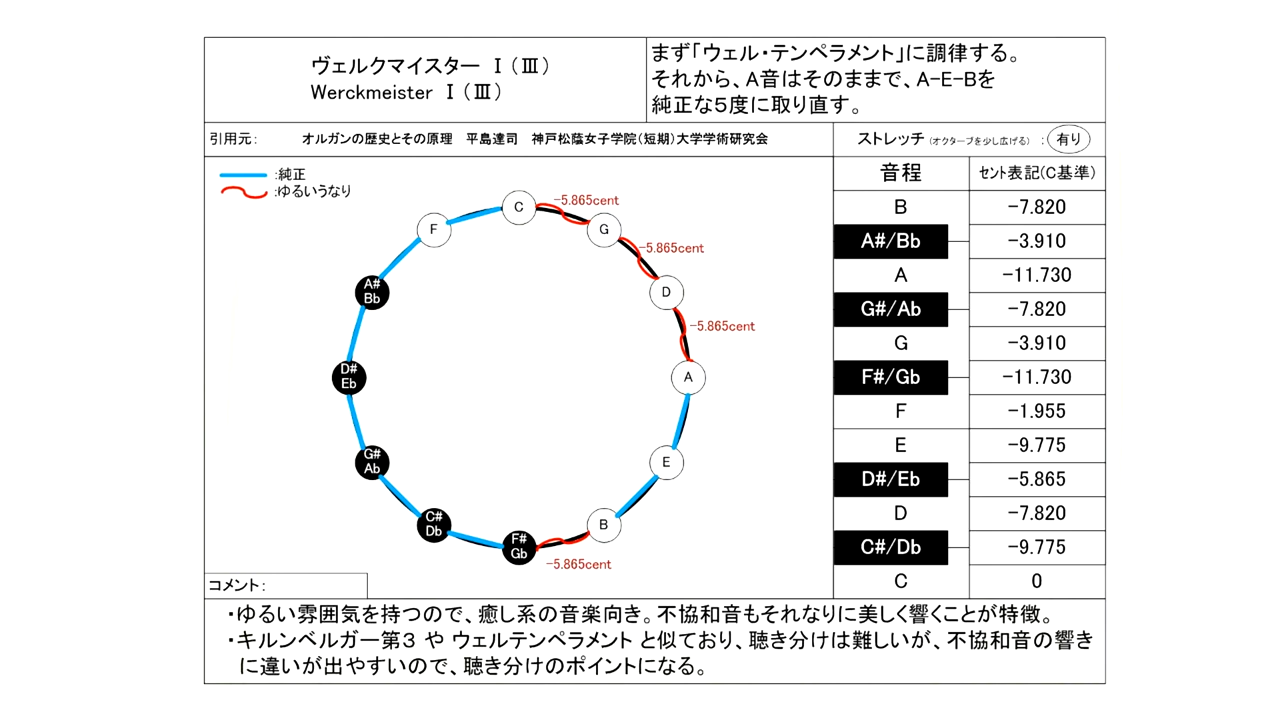 ヴェルクマイスター Ⅰ(Ⅲ)
Werckmeister Ⅰ(Ⅲ)
まず「ウェル・テンペラメント」に調律する。
それから、A音はそのままで、A-E-Bを
純正な5度に取り直す。
引用元: オルガンの歴史とその原理 平島達司 神戸松蔭女子学院(短期)大学学術研究会
ストレッチ(オクターブを少し広げる):有り
:純正
:ゆるいうなり
C
-5.865cent
G
-5.865cent
D
-5.865cent
A
E
B
-5.865cent
F#
Gb
C#
Db
G#
Ab
D#
Eb
A#
Bb
F
音程 セント表記(C基準)
B -7.820
A#/Bb -3.910
A -11.730
G#/Ab -7.820
G -3.910
F#/Gb -11.730
F -1.955
E -9.775
D#/Eb -5.865
D -7.820
C#/Db -9.775
C 0
コメント:
・ゆるい雰囲気を持つので、癒し系の音楽向き。不協和音もそれなりに美しく響くことが特徴。
・キルンベルガー第3 や ウェルテンペラメント と似ており、聴き分けは難しいが、不協和音の響き
に違いが出やすいので、聴き分けのポイントになる。